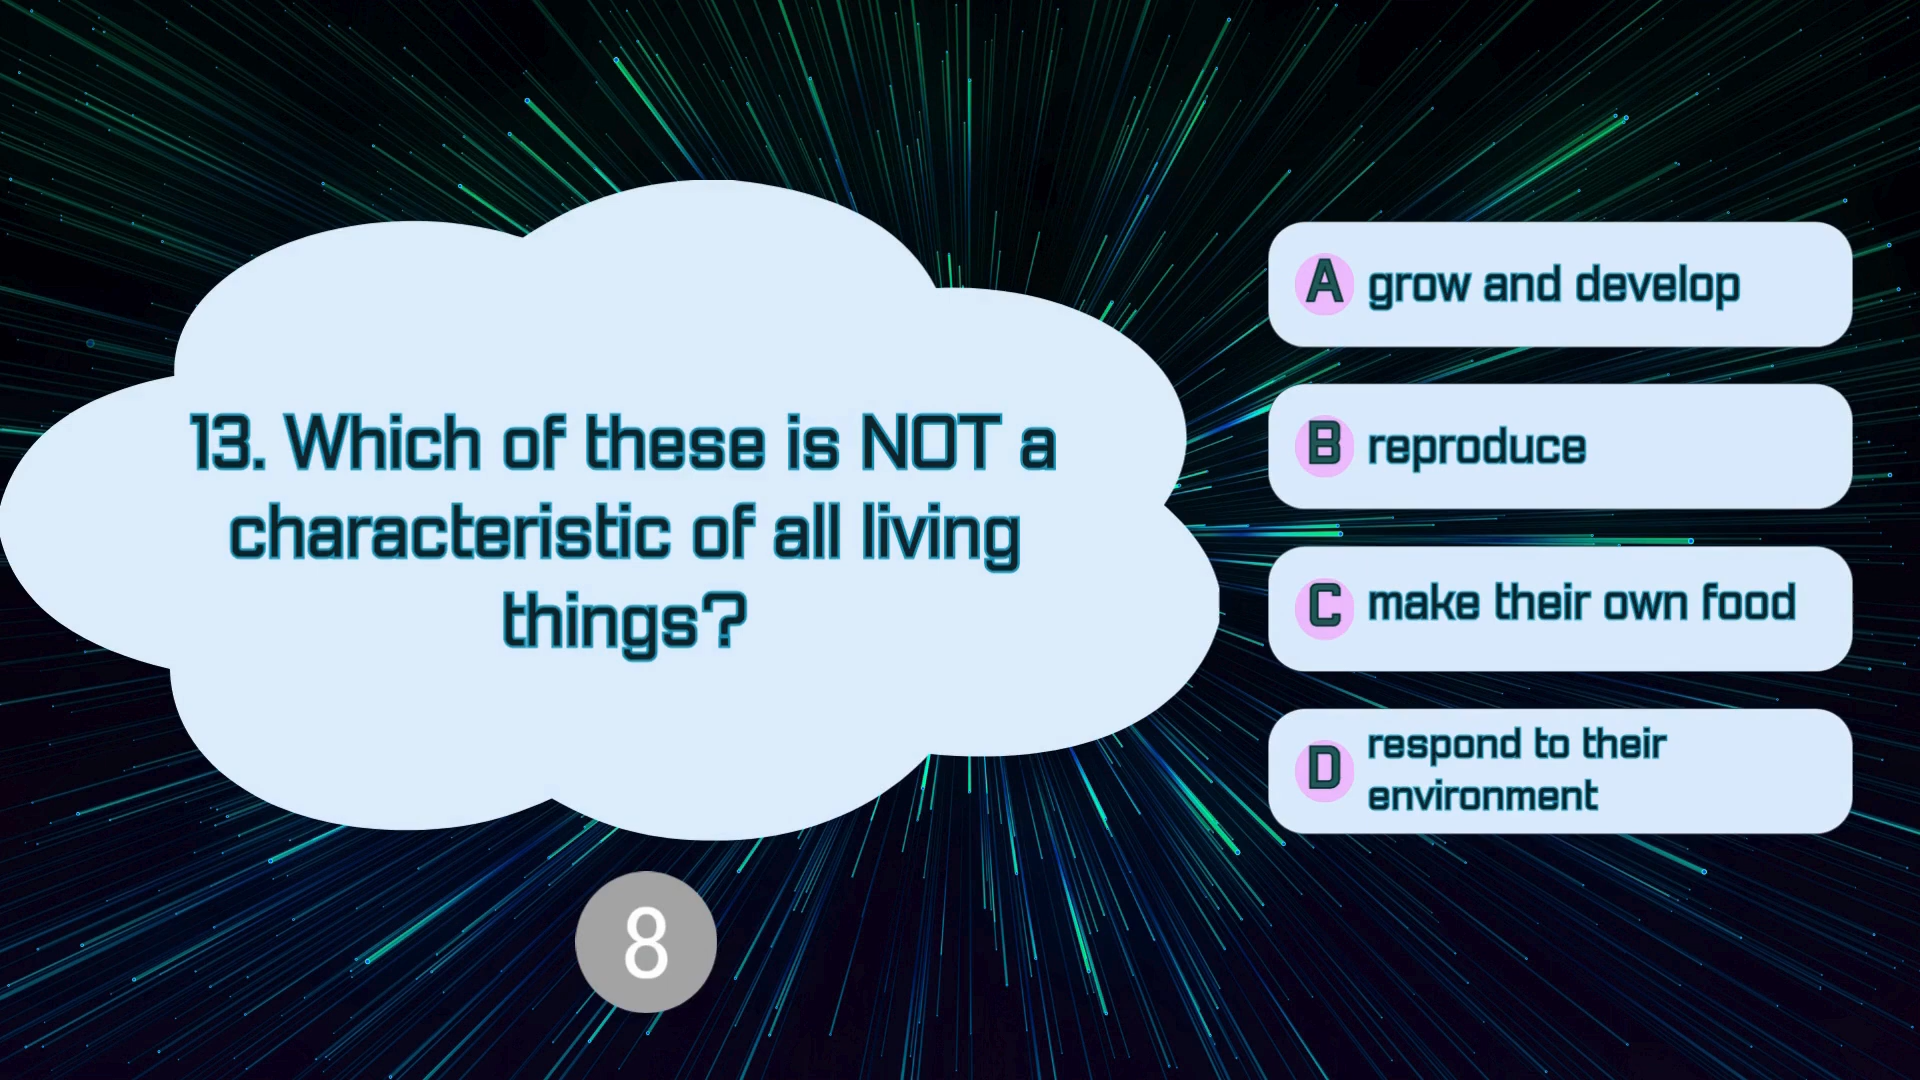 13. Which of these is NOT a
characteristic of all living
things?
A grow and develop
B reproduce
C make their own food
D respond to their
environment
8